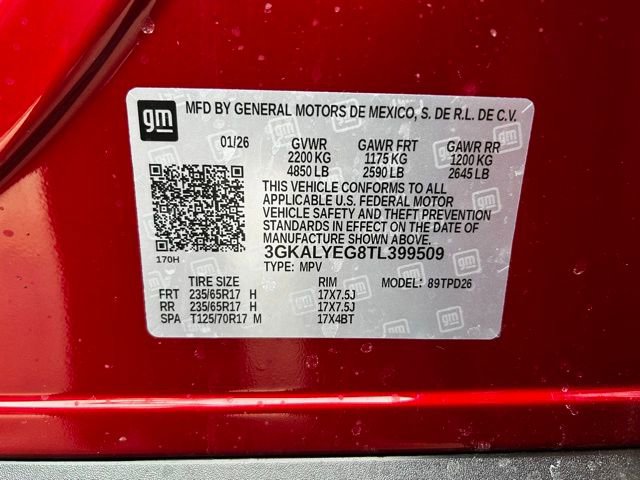 gm MFD BY GENERAL MOTORS DE MEXICO, S. DE R.L. DE C.V.
01/26 GVWR GAWR FRT GAWR RR
2200 KG 1175 KG 1200 KG
4850 LB 2590 LB 2645 LB
THIS VEHICLE CONFORMS TO ALL
APPLICABLE U.S. FEDERAL MOTOR
VEHICLE SAFETY AND THEFT PREVENTION
STANDARDS IN EFFECT ON THE DATE OF
MANUFACTURE SHOWN ABOVE.
170H 3GKALYEG8TL399509
TYPE: MPV
TIRE SIZE RIM MODEL: 89TPD26
FRT 235/65R17 H 17X7.5J
RR 235/65R17 H 17X7.5J
SPA T125/70R17 M 17X4BT